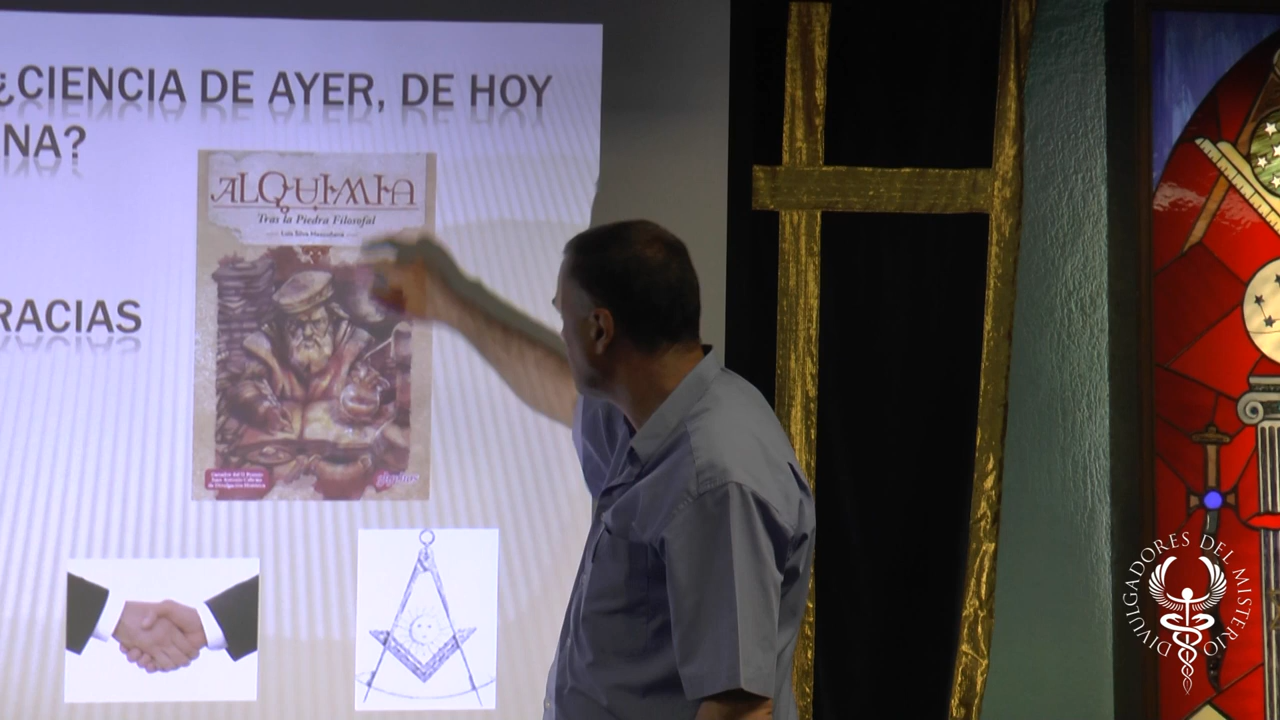 ¿CIENCIA DE AYER, DE HOY
NA?
ALQUIMIA
Tras la Piedra Filosofal
RACIAS
DIVULGADORES DEL MISTERIO